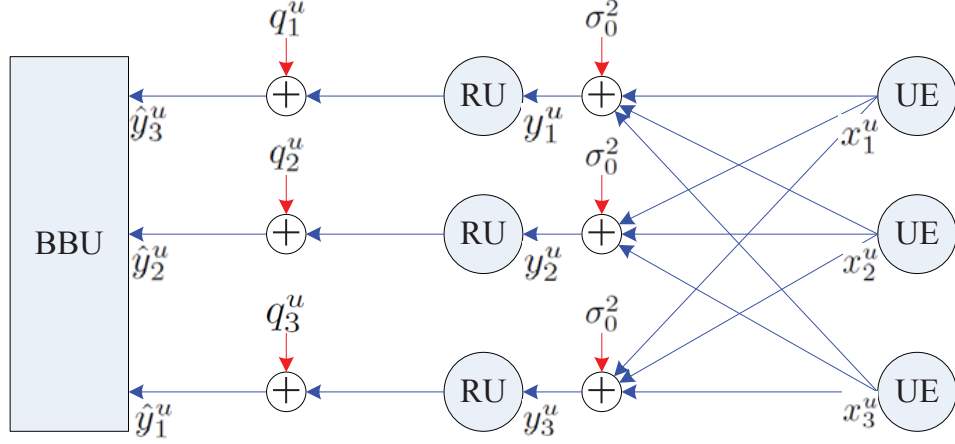 q_1^u σ_0^2
+ RU + UE
ŷ_3^u y_1^u x_1^u
q_2^u σ_0^2
BBU + RU + UE
ŷ_2^u y_2^u x_2^u
q_3^u σ_0^2
+ RU + UE
ŷ_1^u y_3^u x_3^u